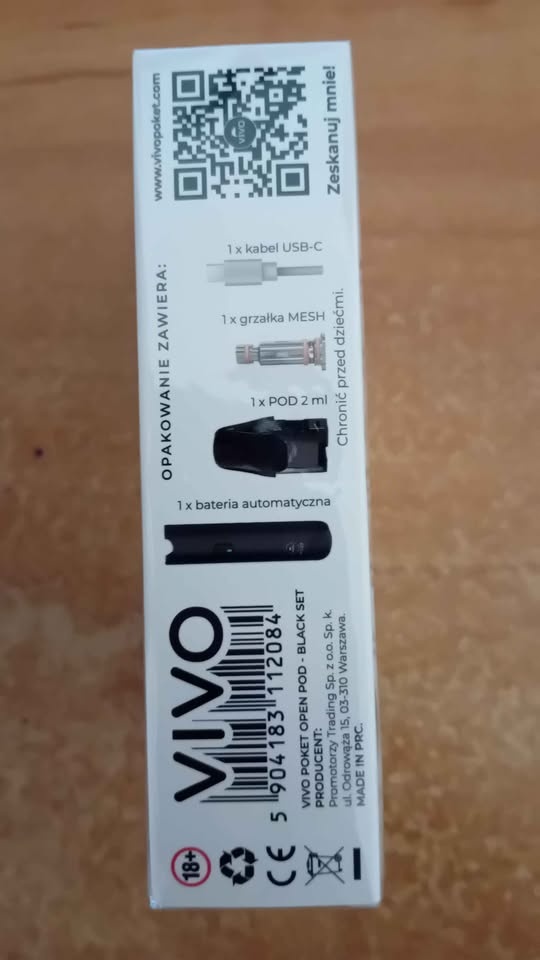 www.vivopoket.com
VIVO
Zeskanuj mnie!
OPAKOWANIE ZAWIERA:
1 x kabel USB-C
1 x grzałka MESH
1 x POD 2 ml
1 x bateria automatyczna
Chronić przed dziećmi.
VIVO
5 904183 112084
VIVO POKET OPEN POD - BLACK SET
PRODUCENT:
Promotorzy Trading Sp. z o.o. Sp. k.
ul. Odrowąża 15, 03-310 Warszawa.
MADE IN PRC.
18+
CE